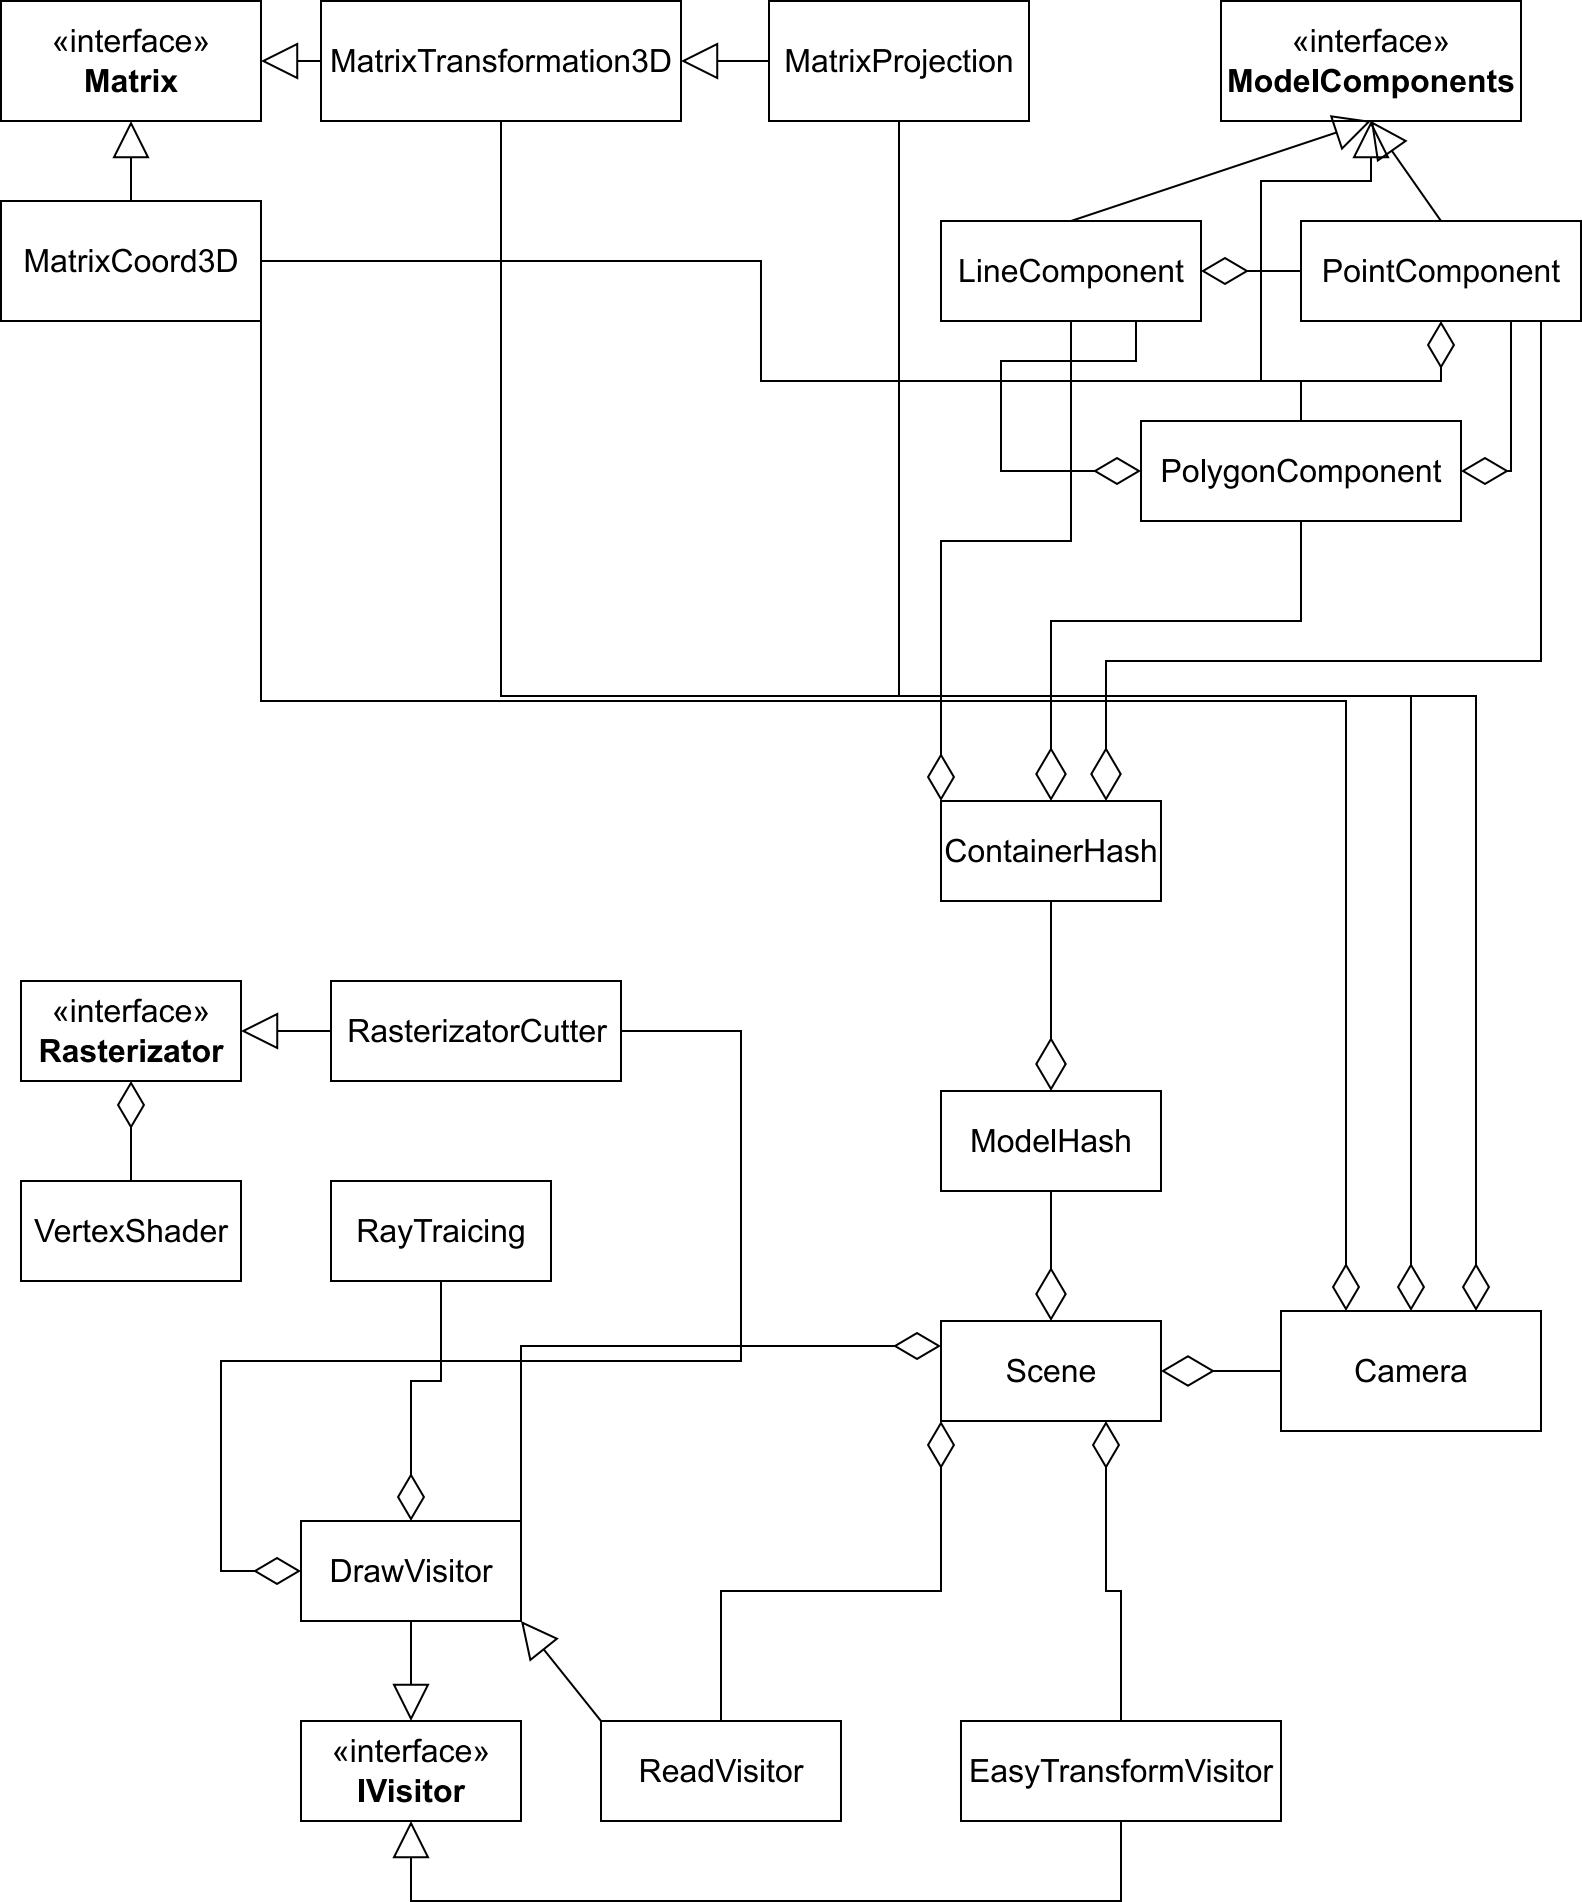 «interface»
Matrix
MatrixTransformation3D
MatrixProjection
«interface»
ModelComponents
MatrixCoord3D
LineComponent
PointComponent
PolygonComponent
ContainerHash
«interface»
Rasterizator
RasterizatorCutter
ModelHash
VertexShader
RayTraicing
Scene
Camera
DrawVisitor
«interface»
IVisitor
ReadVisitor
EasyTransformVisitor